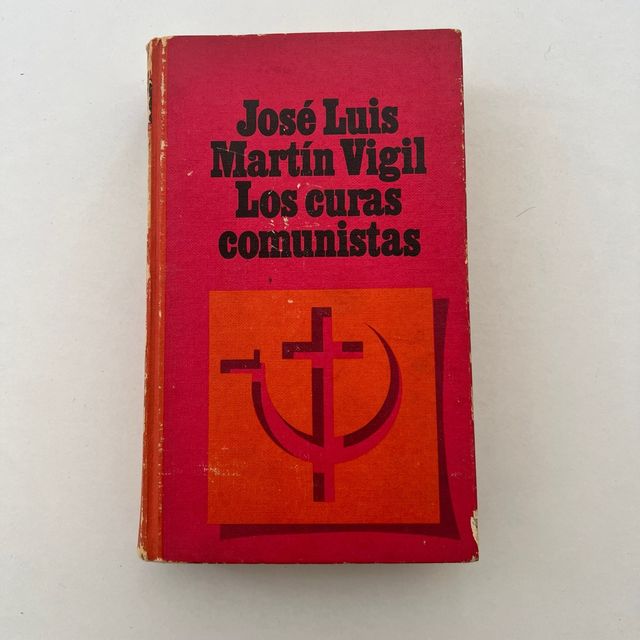 José Luis
Martín Vigil
Los curas
comunistas